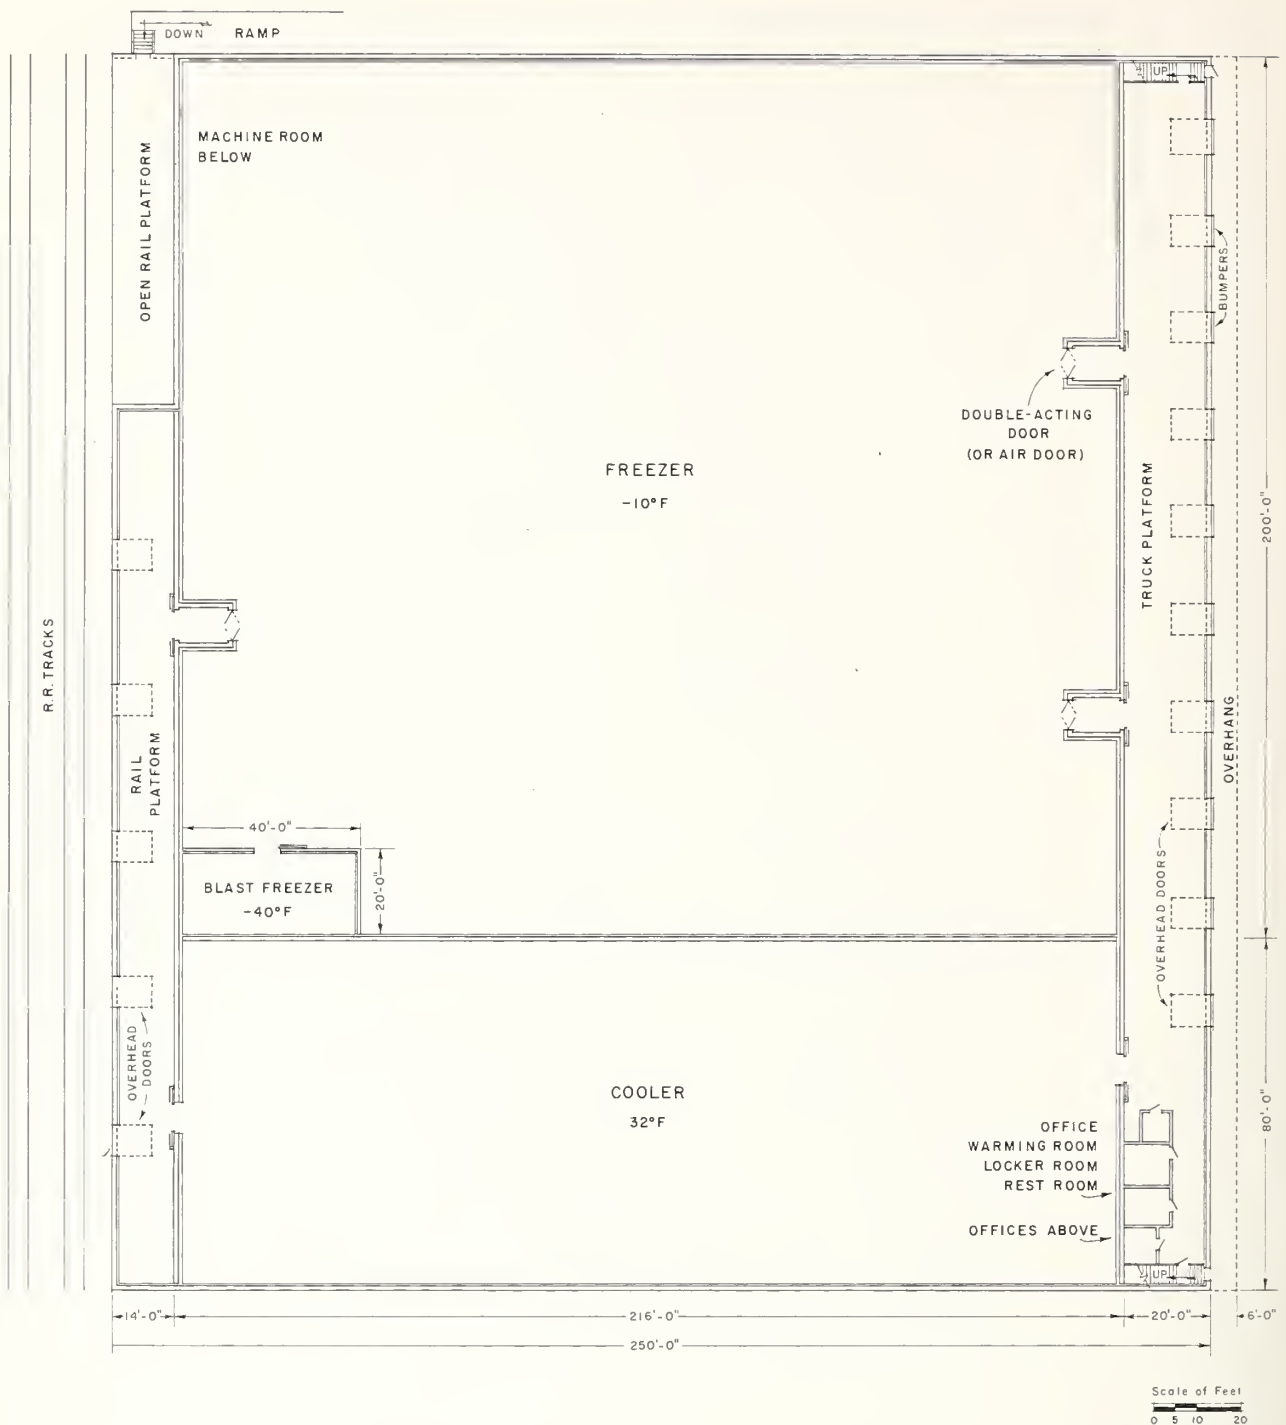 DOWN
RAMP
UP
MACHINE ROOM
BELOW
OPEN RAIL PLATFORM
BUMPERS
DOUBLE-ACTING
DOOR
(OR AIR DOOR)
FREEZER
-10°F
TRUCK PLATFORM
200'-0"
R.R. TRACKS
RAIL
PLATFORM
OVERHANG
40'-0"
BLAST FREEZER
-40°F
20'-0"
OVERHEAD DOORS
OVERHEAD
DOORS
COOLER
32°F
80'-0"
OFFICE
WARMING ROOM
LOCKER ROOM
REST ROOM
OFFICES ABOVE
UP
14'-0"
216'-0"
20'-0"
6'-0"
250'-0"
Scale of Feet
0 5 10 20